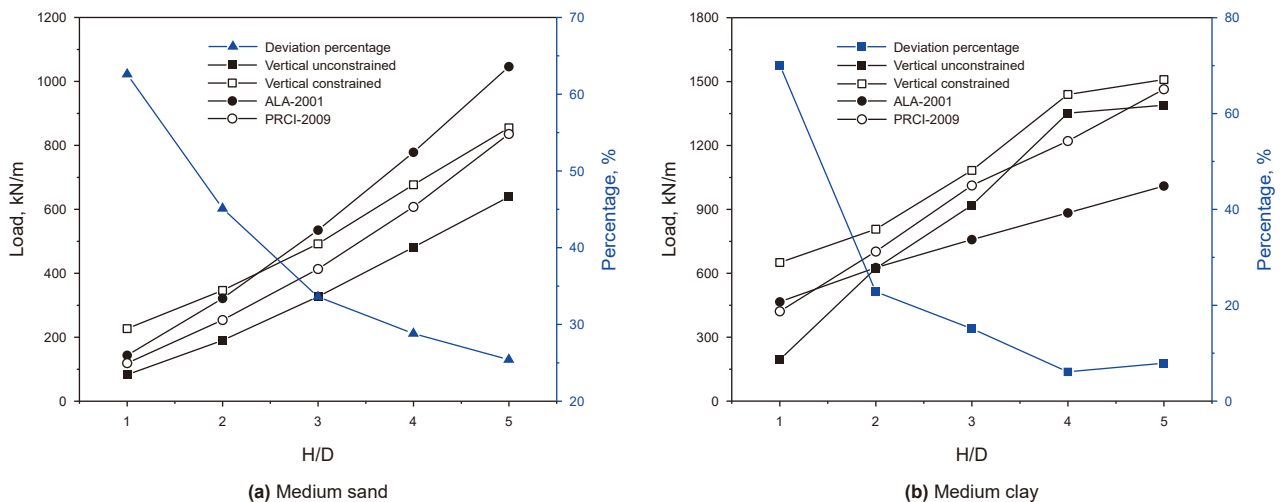 1200
1000
800
600
400
200
0
Load, kN/m
70
60
50
40
30
20
Percentage, %
Deviation percentage
Vertical unconstrained
Vertical constrained
ALA-2001
PRCI-2009
1 2 3 4 5
H/D
(a) Medium sand
1800
1500
1200
900
600
300
0
Load, kN/m
80
60
40
20
0
Percentage, %
Deviation percentage
Vertical unconstrained
Vertical constrained
ALA-2001
PRCI-2009
1 2 3 4 5
H/D
(b) Medium clay